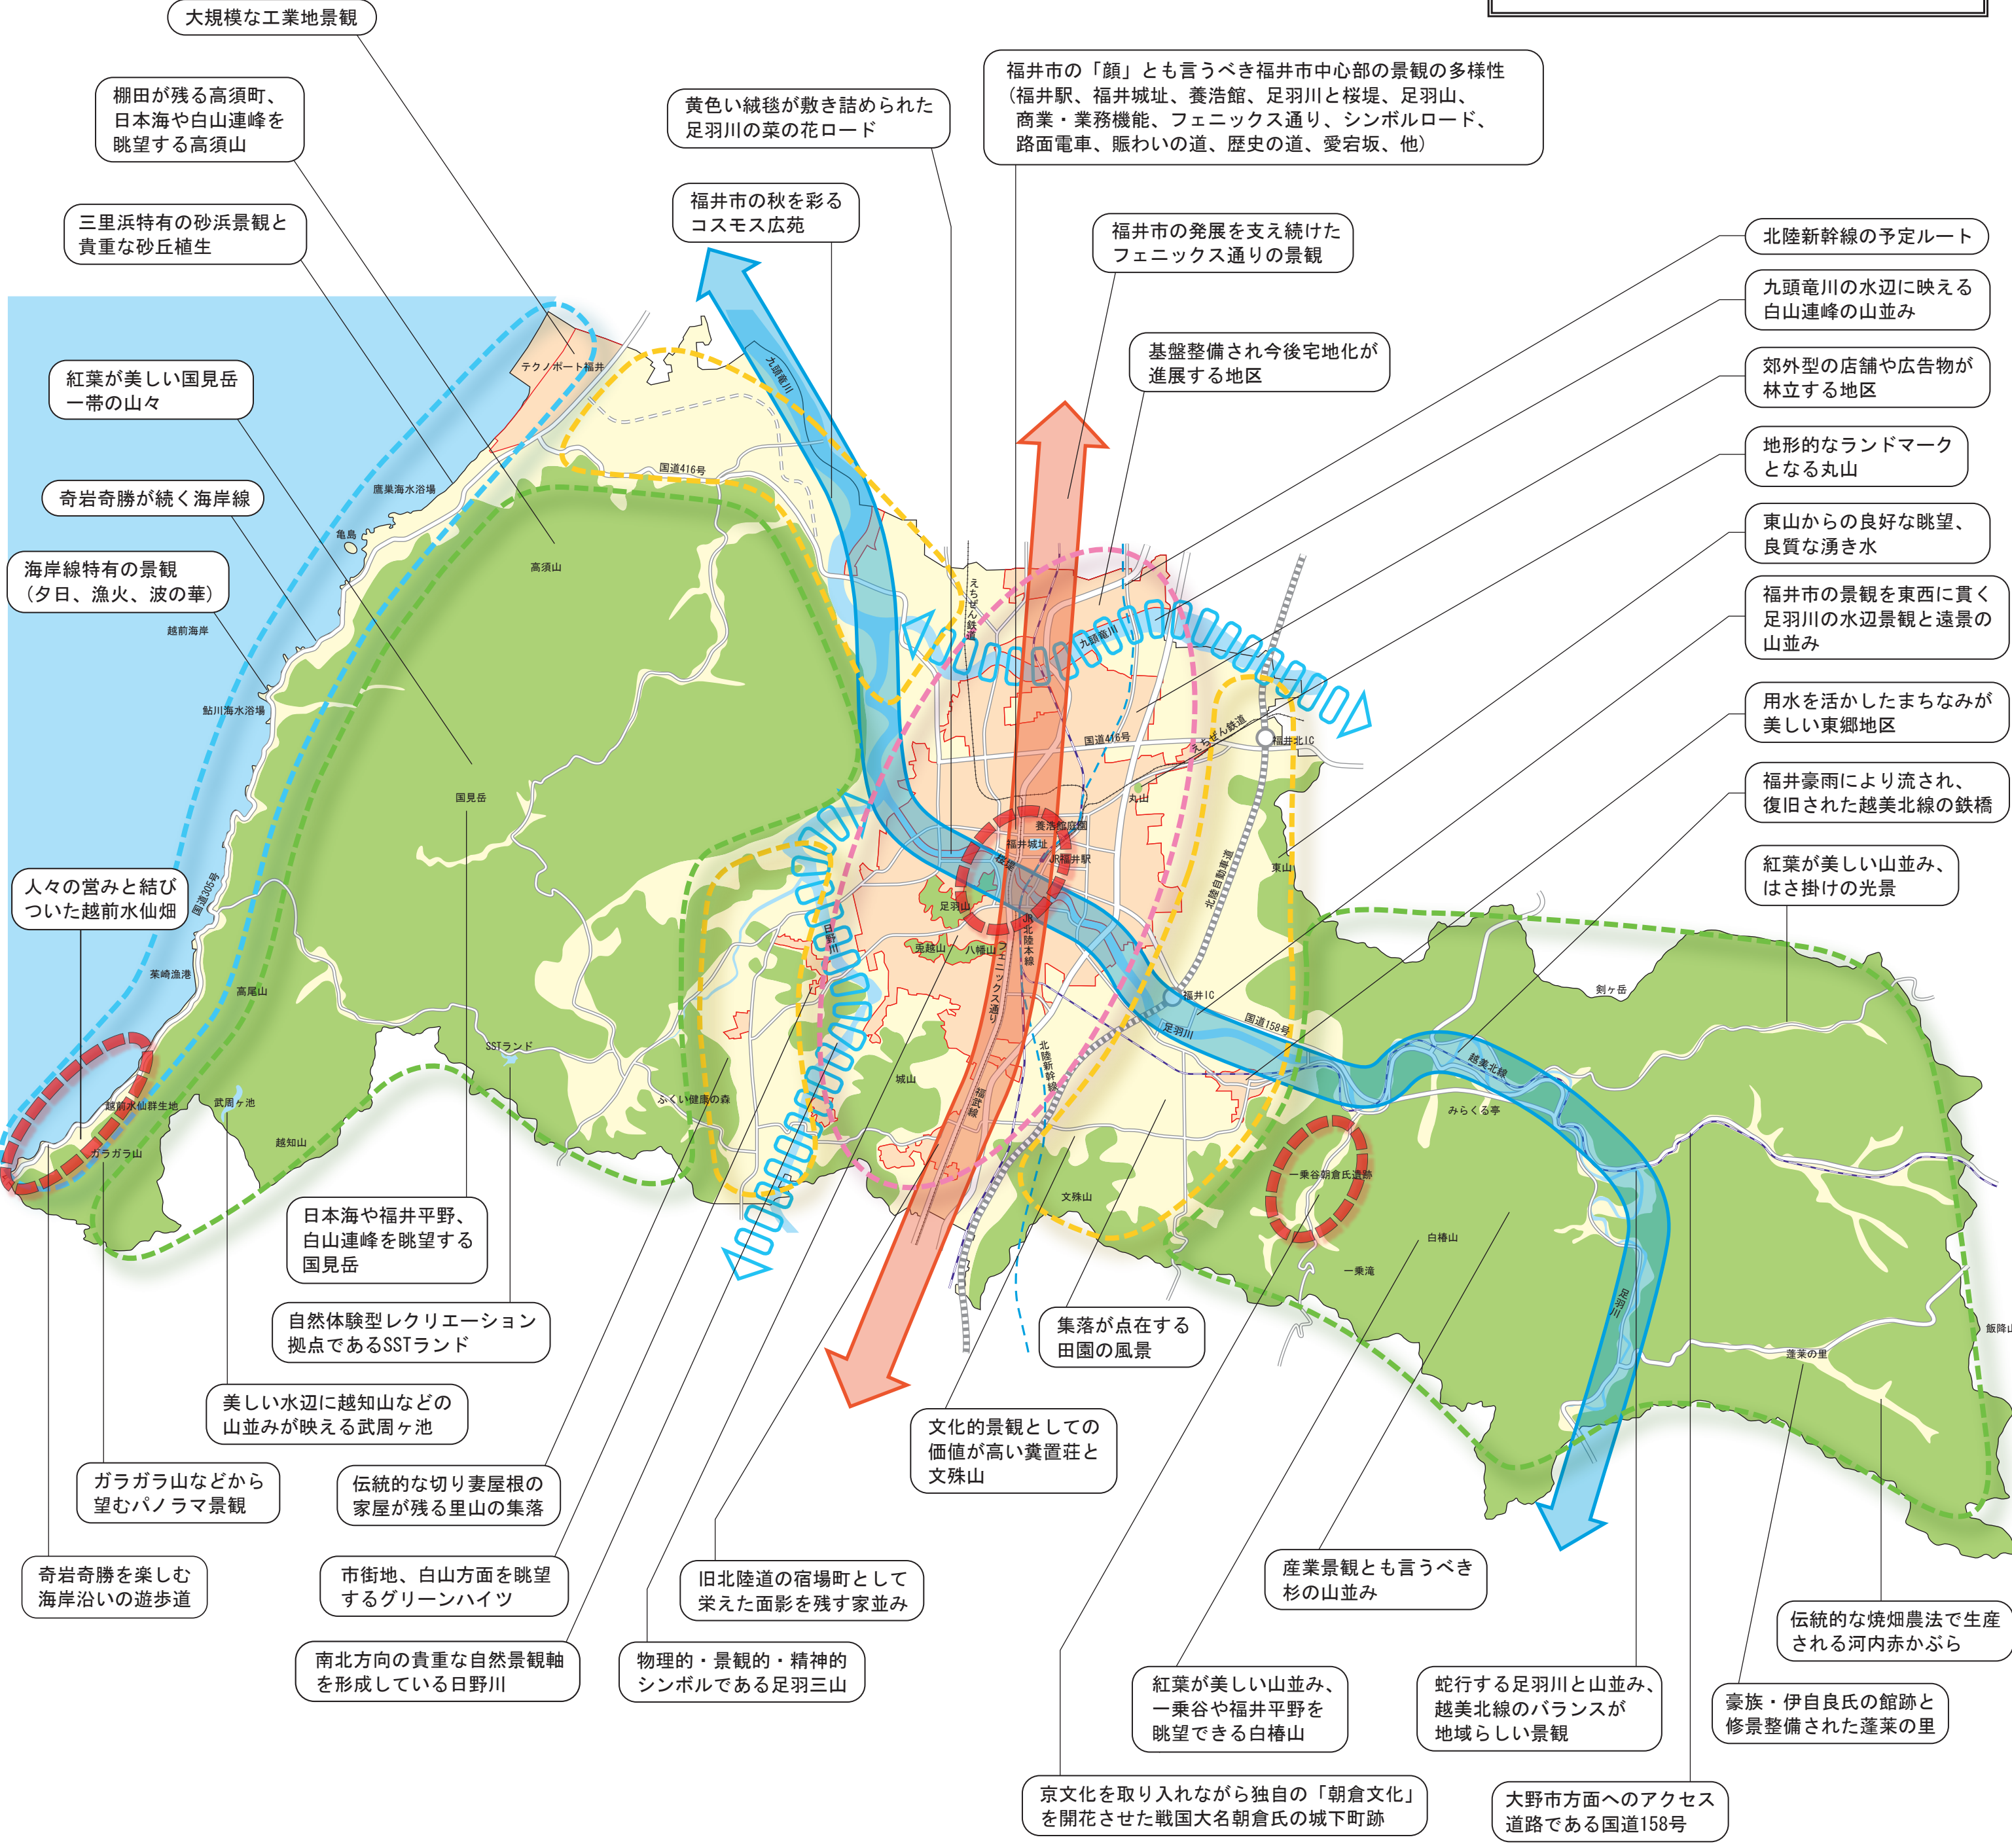 大規模な工業地景観
棚田が残る高須町、
日本海や白山連峰を
眺望する高須山
三里浜特有の砂浜景観と
貴重な砂丘植生
紅葉が美しい国見岳
一帯の山々
奇岩奇勝が続く海岸線
海岸線特有の景観
（夕日、漁火、波の華）
人々の営みと結び
ついた越前水仙畑
黄色い絨毯が敷き詰められた
足羽川の菜の花ロード
福井市の秋を彩る
コスモス広苑
福井市の「顔」とも言うべき福井市中心部の景観の多様性
（福井駅、福井城址、養浩館、足羽川と桜堤、足羽山、
商業・業務機能、フェニックス通り、シンボルロード、
路面電車、賑わいの道、歴史の道、愛宕坂、他）
福井市の発展を支え続けた
フェニックス通りの景観
基盤整備され今後宅地化が
進展する地区
北陸新幹線の予定ルート
九頭竜川の水辺に映える
白山連峰の山並み
郊外型の店舗や広告物が
林立する地区
地形的なランドマーク
となる丸山
東山からの良好な眺望、
良質な湧き水
福井市の景観を東西に貫く
足羽川の水辺景観と遠景の
山並み
用水を活かしたまちなみが
美しい東郷地区
福井豪雨により流され、
復旧された越美北線の鉄橋
紅葉が美しい山並み、
はさ掛けの光景
テクノポート福井
九頭竜川
国道416号
鷹巣海水浴場
亀島
高須山
越前海岸
鮎川海水浴場
国見岳
国道305号
茱崎漁港
高尾山
SSTランド
武周ヶ池
越前水仙群生地
越知山
ガラガラ山
ふくい健康の森
えちぜん鉄道
九頭竜川
国道416号
えちぜん鉄道
福井北IC
丸山
養浩館庭園
福井城址
JR福井駅
桜堤
足羽山
兎越山
八幡山
日野川
JR北陸本線
フェニックス通り
北陸自動車道
東山
福井IC
足羽川
国道158号
北陸新幹線
城山
福武線
文殊山
剣ヶ岳
越美北線
みらくる亭
一乗谷朝倉氏遺跡
白椿山
一乗滝
足羽川
飯降山
蓬莱の里
日本海や福井平野、
白山連峰を眺望する
国見岳
自然体験型レクリエーション
拠点であるSSTランド
美しい水辺に越知山などの
山並みが映える武周ヶ池
ガラガラ山などから
望むパノラマ景観
奇岩奇勝を楽しむ
海岸沿いの遊歩道
伝統的な切り妻屋根の
家屋が残る里山の集落
市街地、白山方面を眺望
するグリーンハイツ
南北方向の貴重な自然景観軸
を形成している日野川
物理的・景観的・精神的
シンボルである足羽三山
旧北陸道の宿場町として
栄えた面影を残す家並み
文化的景観としての
価値が高い糞置荘と
文殊山
集落が点在する
田園の風景
産業景観とも言うべき
杉の山並み
紅葉が美しい山並み、
一乗谷や福井平野を
眺望できる白椿山
京文化を取り入れながら独自の「朝倉文化」
を開花させた戦国大名朝倉氏の城下町跡
蛇行する足羽川と山並み、
越美北線のバランスが
地域らしい景観
大野市方面へのアクセス
道路である国道158号
豪族・伊自良氏の館跡と
修景整備された蓬莱の里
伝統的な焼畑農法で生産
される河内赤かぶら